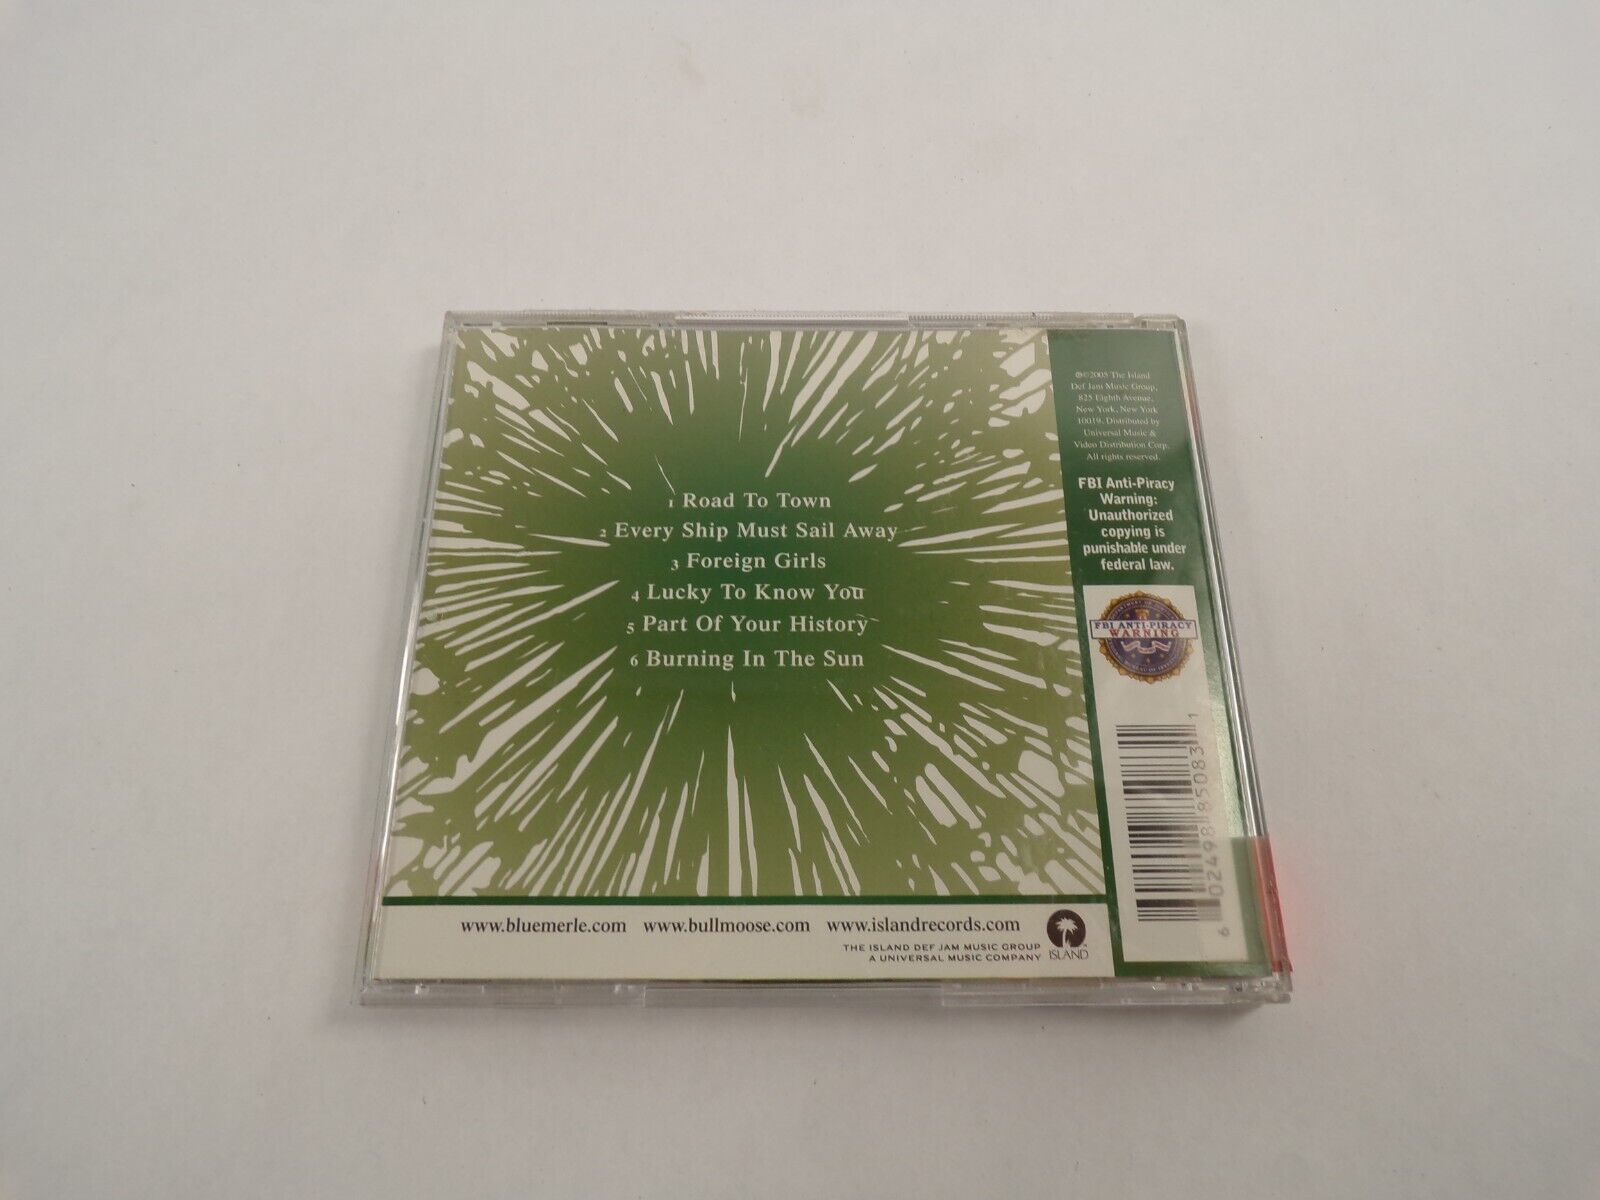 1 Road To Town
2 Every Ship Must Sail Away
3 Foreign Girls
4 Lucky To Know You
5 Part Of Your History
6 Burning In The Sun
www.bluemerle.com www.bullmoose.com www.islandrecords.com
THE ISLAND DEF JAM MUSIC GROUP
A UNIVERSAL MUSIC COMPANY
ISLAND
℗©2005 The Island
Def Jam Music Group,
825 Eighth Avenue,
New York, New York
10019. Distributed by
Universal Music &
Video Distribution Corp.
All rights reserved.
FBI Anti-Piracy
Warning:
Unauthorized
copying is
punishable under
federal law.
FBI ANTI-PIRACY
WARNING
6 02498 85083 1